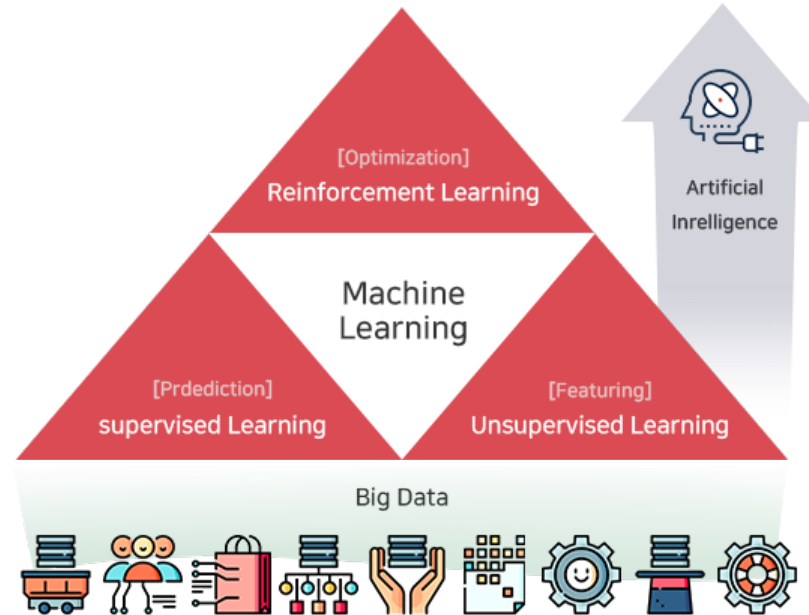 [Optimization]
Reinforcement Learning
Artificial
Inrelligence
Machine
Learning
[Prdediction]
supervised Learning
[Featuring]
Unsupervised Learning
Big Data